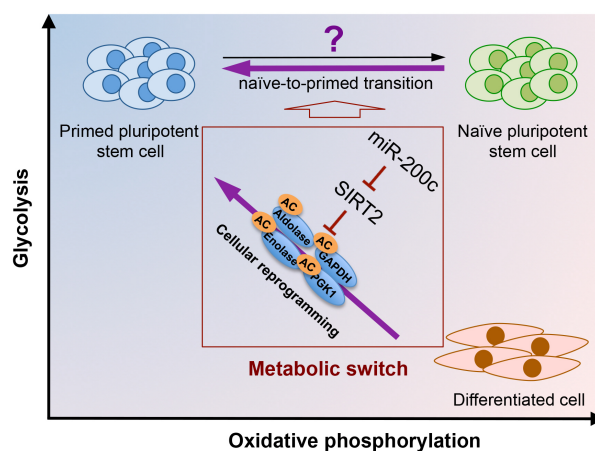 ?
naïve-to-primed transition
Primed pluripotent
stem cell
Naïve pluripotent
stem cell
miR-200c
SIRT2
AC
Aldolase
AC
Enolase
AC
GAPDH
AC
PGK1
Cellular reprogramming
Metabolic switch
Differentiated cell
Glycolysis
Oxidative phosphorylation